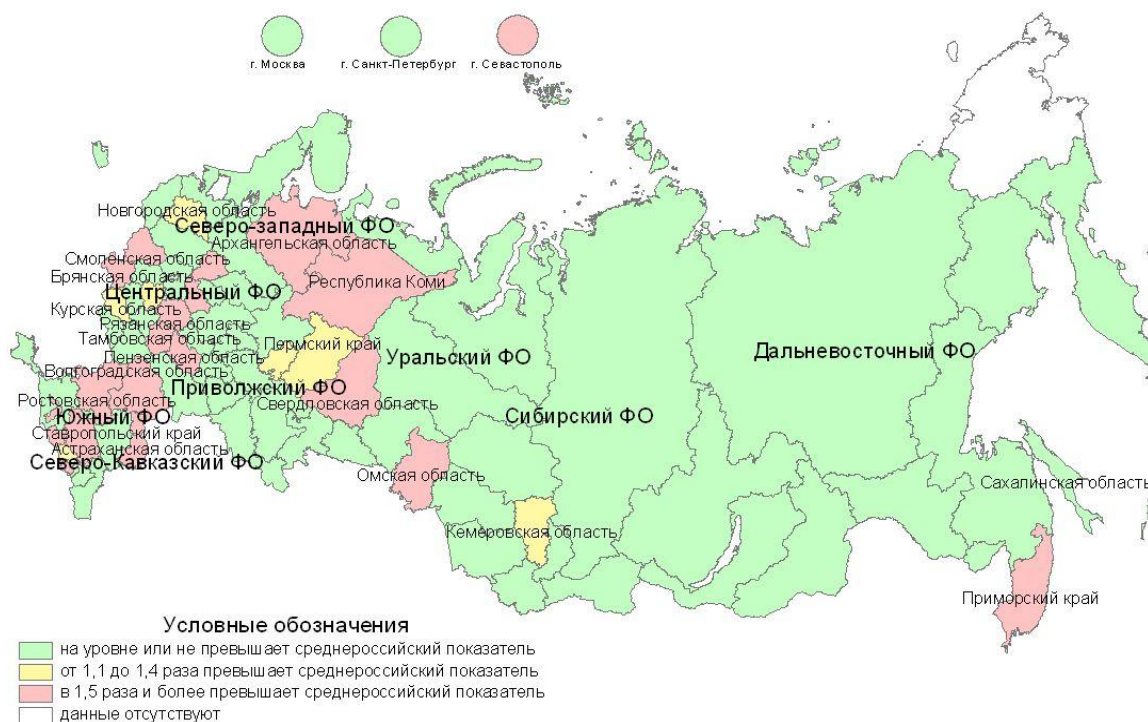 г. Москва
г. Санкт-Петербург
г. Севастополь
Новгородская область
Северо-западный ФО
Архангельская область
Смоленская область
Брянская область
Республика Коми
Центральный ФО
Курская область
Рязанская область
Тамбовская область
Пермский край
Пензенская область
Уральский ФО
Дальневосточный ФО
Волгоградская область
Приволжский ФО
Ростовская область
Свердловская область
Южный ФО
Сибирский ФО
Ставропольский край
Астраханская область
Северо-Кавказский ФО
Омская область
Сахалинская область
Кемеровская область
Приморский край
Условные обозначения
на уровне или не превышает среднероссийский показатель
от 1,1 до 1,4 раза превышает среднероссийский показатель
в 1,5 раза и более превышает среднероссийский показатель
данные отсутствуют